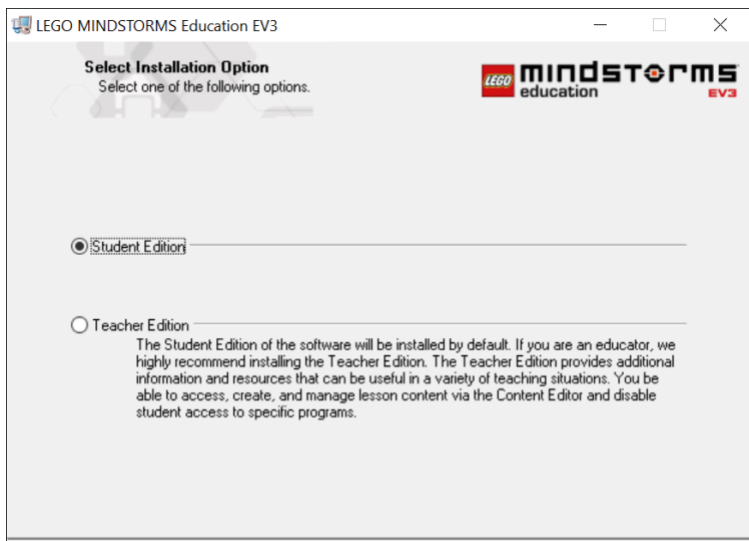 LEGO MINDSTORMS Education EV3
Select Installation Option
Select one of the following options.
LEGO mindstorms
education
EV3
Student Edition
Teacher Edition
The Student Edition of the software will be installed by default. If you are an educator, we
highly recommend installing the Teacher Edition. The Teacher Edition provides additional
information and resources that can be useful in a variety of teaching situations. You be
able to access, create, and manage lesson content via the Content Editor and disable
student access to specific programs.